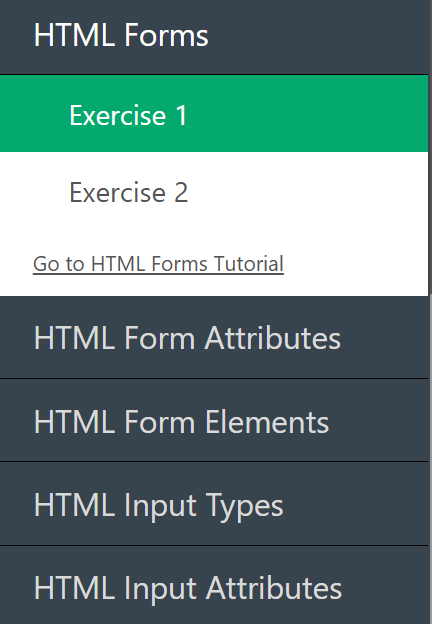 HTML Forms
Exercise 1
Exercise 2
Go to HTML Forms Tutorial
HTML Form Attributes
HTML Form Elements
HTML Input Types
HTML Input Attributes